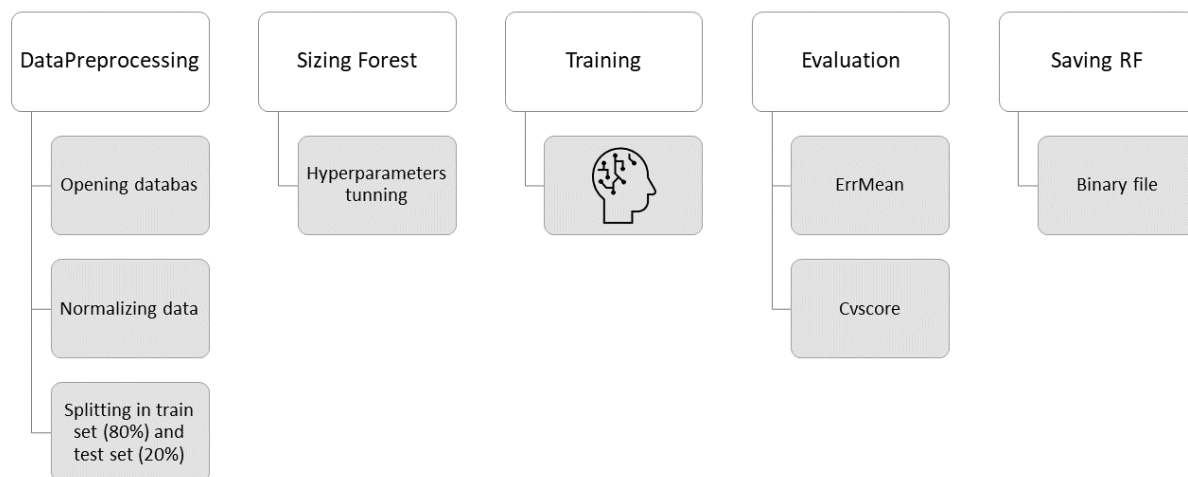 DataPreprocessing
Opening databas
Normalizing data
Splitting in train
set (80%) and
test set (20%)
Sizing Forest
Hyperparameters
tunning
Training
Evaluation
ErrMean
Cvscore
Saving RF
Binary file